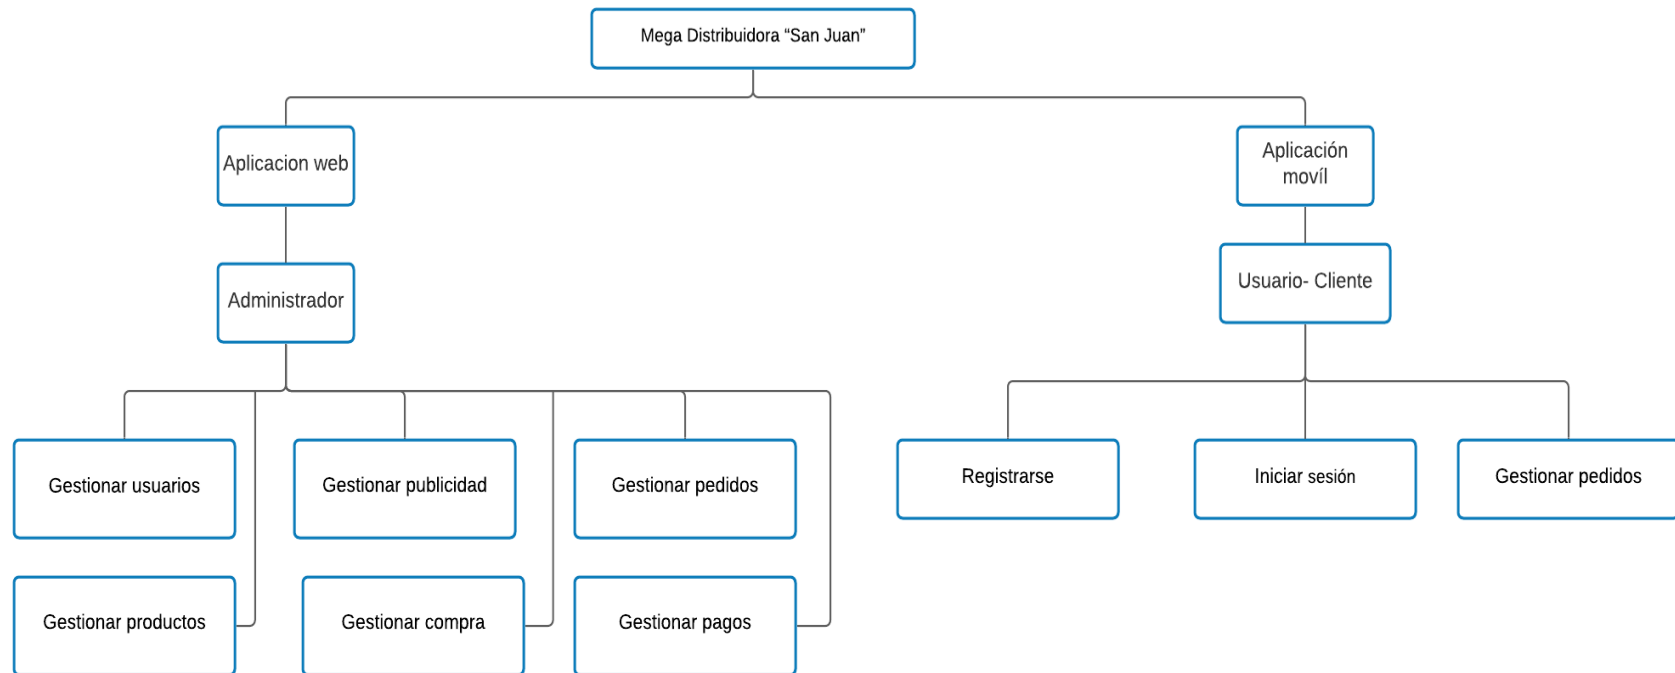 Mega Distribuidora “San Juan”
Aplicacion web
Aplicación
movíl
Administrador
Usuario- Cliente
Gestionar usuarios
Gestionar publicidad
Gestionar pedidos
Registrarse
Iniciar sesión
Gestionar pedidos
Gestionar productos
Gestionar compra
Gestionar pagos